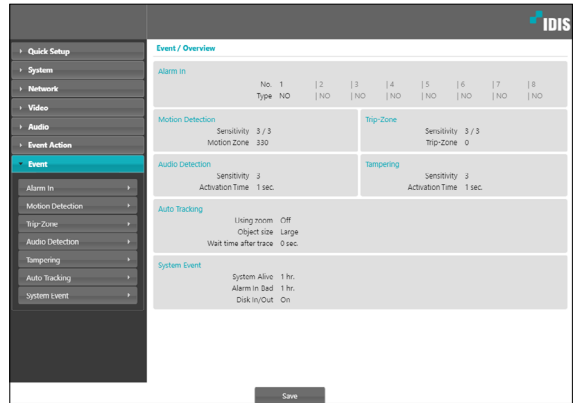 IDIS
Quick Setup
System
Network
Video
Audio
Event Action
Event
Alarm In
Motion Detection
Trip-Zone
Audio Detection
Tampering
Auto Tracking
System Event
Event / Overview
Alarm In
No. 1 | 2 | 3 | 4 | 5 | 6 | 7 | 8
Type NO | NO | NO | NO | NO | NO | NO | NO
Motion Detection
Sensitivity 3 / 3
Motion Zone 330
Trip-Zone
Sensitivity 3 / 3
Trip-Zone 0
Audio Detection
Sensitivity 3
Activation Time 1 sec.
Tampering
Sensitivity 3
Activation Time 1 sec.
Auto Tracking
Using zoom Off
Object size Large
Wait time after trace 0 sec.
System Event
System Alive 1 hr.
Alarm In Bad 1 hr.
Disk In/Out On
Save